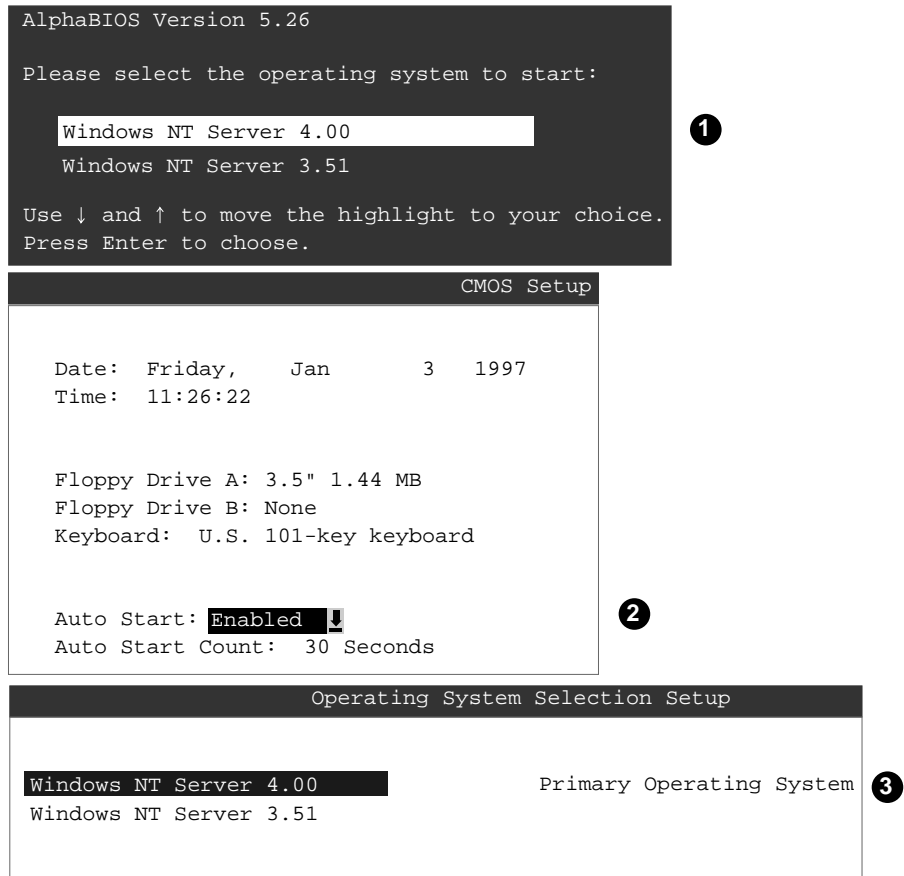 AlphaBIOS Version 5.26
Please select the operating system to start:
Windows NT Server 4.00
1
Windows NT Server 3.51
Use ↓ and ↑ to move the highlight to your choice.
Press Enter to choose.
CMOS Setup
Date: Friday, Jan 3 1997
Time: 11:26:22
Floppy Drive A: 3.5" 1.44 MB
Floppy Drive B: None
Keyboard: U.S. 101-key keyboard
Auto Start: Enabled ↓
2
Auto Start Count: 30 Seconds
Operating System Selection Setup
Windows NT Server 4.00 Primary Operating System
3
Windows NT Server 3.51